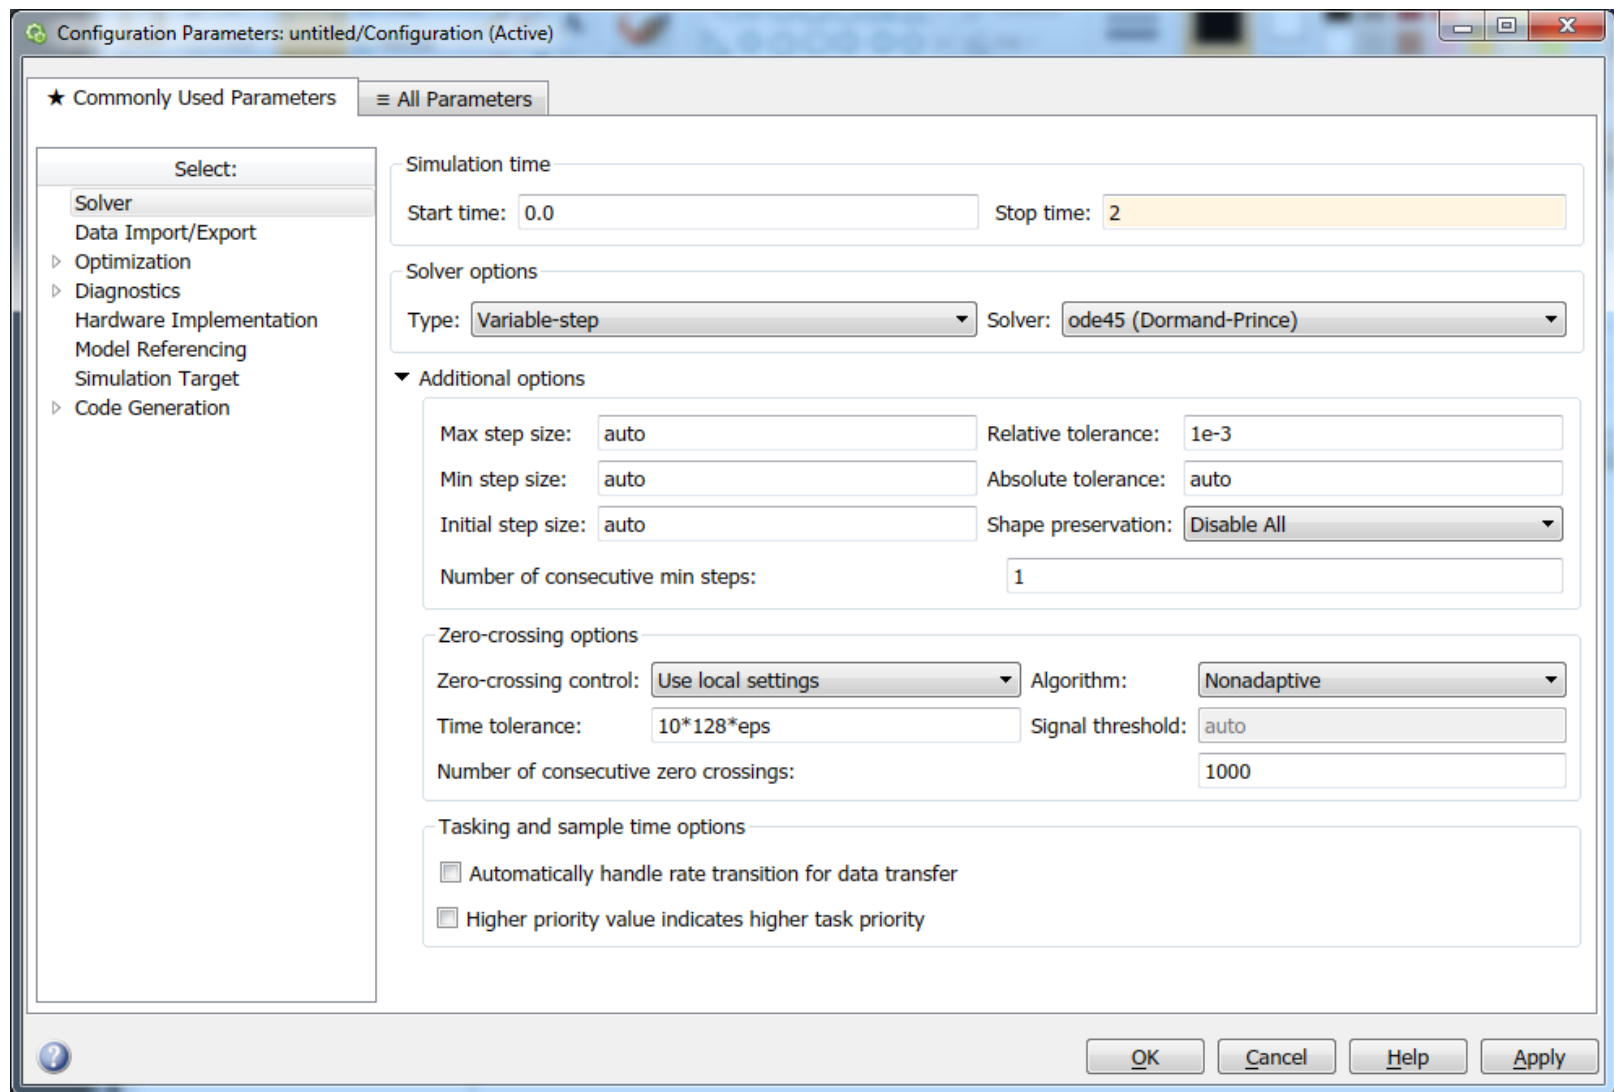 Configuration Parameters: untitled/Configuration (Active)
★ Commonly Used Parameters
≡ All Parameters
Select:
Solver
Data Import/Export
Optimization
Diagnostics
Hardware Implementation
Model Referencing
Simulation Target
Code Generation
Simulation time
Start time: 0.0 Stop time: 2
Solver options
Type: Variable-step Solver: ode45 (Dormand-Prince)
Additional options
Max step size: auto Relative tolerance: 1e-3
Min step size: auto Absolute tolerance: auto
Initial step size: auto Shape preservation: Disable All
Number of consecutive min steps: 1
Zero-crossing options
Zero-crossing control: Use local settings Algorithm: Nonadaptive
Time tolerance: 10*128*eps Signal threshold: auto
Number of consecutive zero crossings: 1000
Tasking and sample time options
Automatically handle rate transition for data transfer
Higher priority value indicates higher task priority
? OK Cancel Help Apply